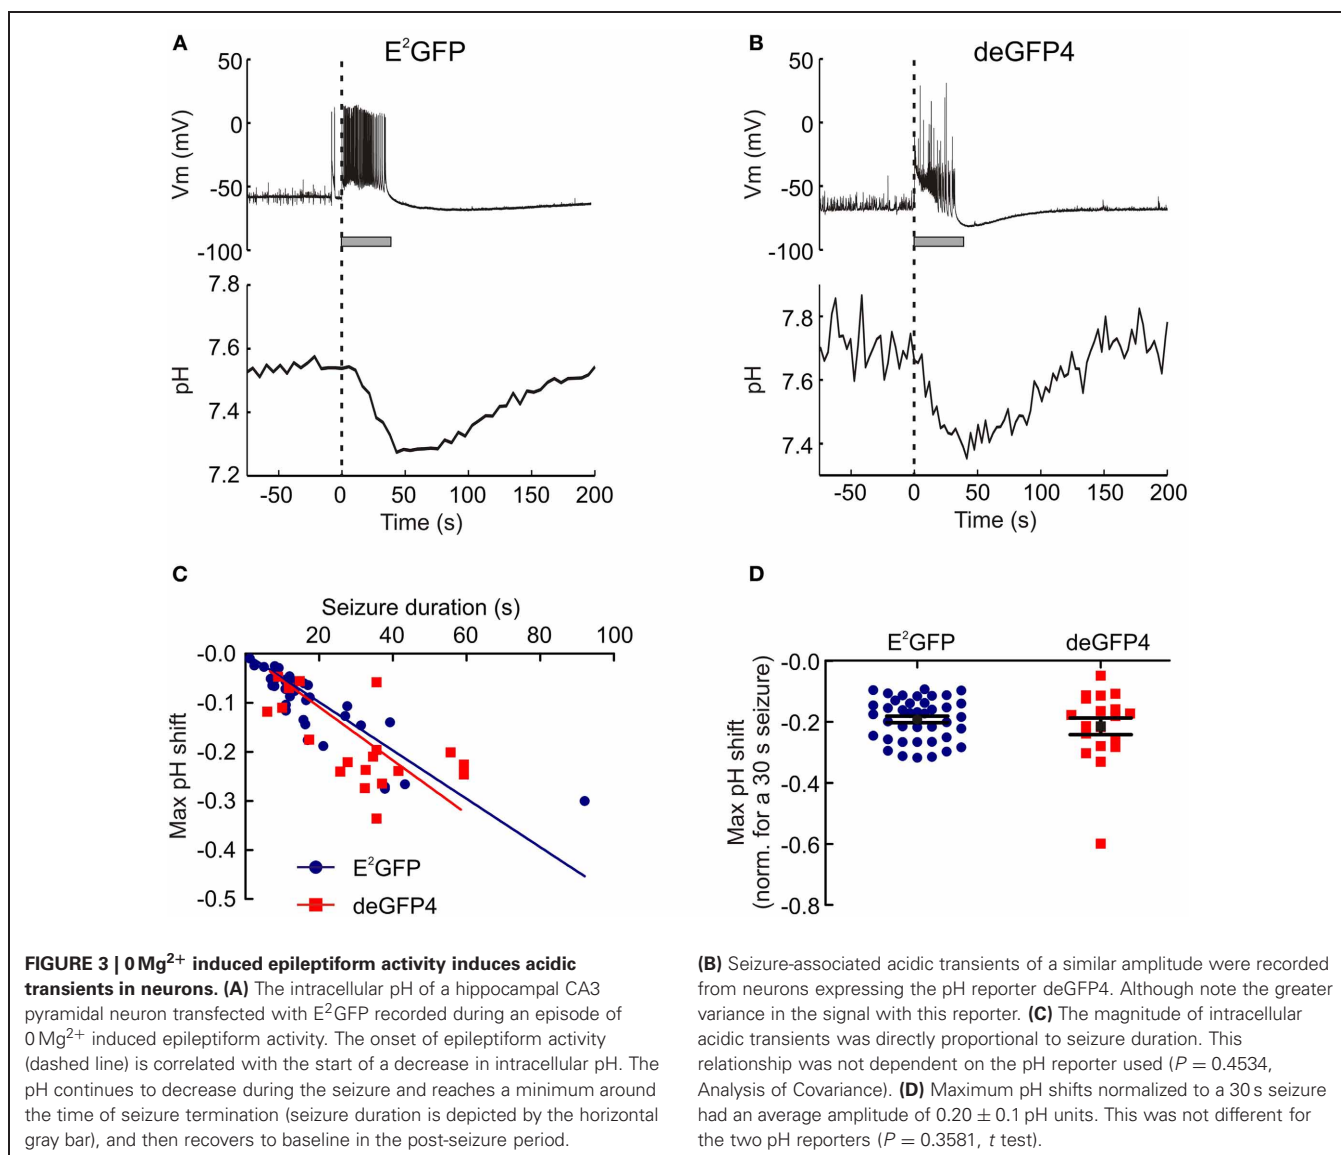 A
E²GFP
50
0
-50
-100
Vm (mV)
7.8
7.6
7.4
7.2
pH
-50 0 50 100 150 200
Time (s)
B
deGFP4
50
0
-50
-100
Vm (mV)
7.8
7.6
7.4
pH
-50 0 50 100 150 200
Time (s)
C
Seizure duration (s)
20 40 60 80 100
-0.0
-0.1
-0.2
-0.3
-0.4
-0.5
Max pH shift
E²GFP
deGFP4
D
E²GFP deGFP4
-0.0
-0.2
-0.4
-0.6
-0.8
Max pH shift
(norm. for a 30 s seizure)
FIGURE 3 | 0 Mg²⁺ induced epileptiform activity induces acidic
transients in neurons. (A) The intracellular pH of a hippocampal CA3
pyramidal neuron transfected with E²GFP recorded during an episode of
0 Mg²⁺ induced epileptiform activity. The onset of epileptiform activity
(dashed line) is correlated with the start of a decrease in intracellular pH. The
pH continues to decrease during the seizure and reaches a minimum around
the time of seizure termination (seizure duration is depicted by the horizontal
gray bar), and then recovers to baseline in the post-seizure period.
(B) Seizure-associated acidic transients of a similar amplitude were recorded
from neurons expressing the pH reporter deGFP4. Although note the greater
variance in the signal with this reporter. (C) The magnitude of intracellular
acidic transients was directly proportional to seizure duration. This
relationship was not dependent on the pH reporter used (P = 0.4534,
Analysis of Covariance). (D) Maximum pH shifts normalized to a 30 s seizure
had an average amplitude of 0.20 ± 0.1 pH units. This was not different for
the two pH reporters (P = 0.3581, t test).